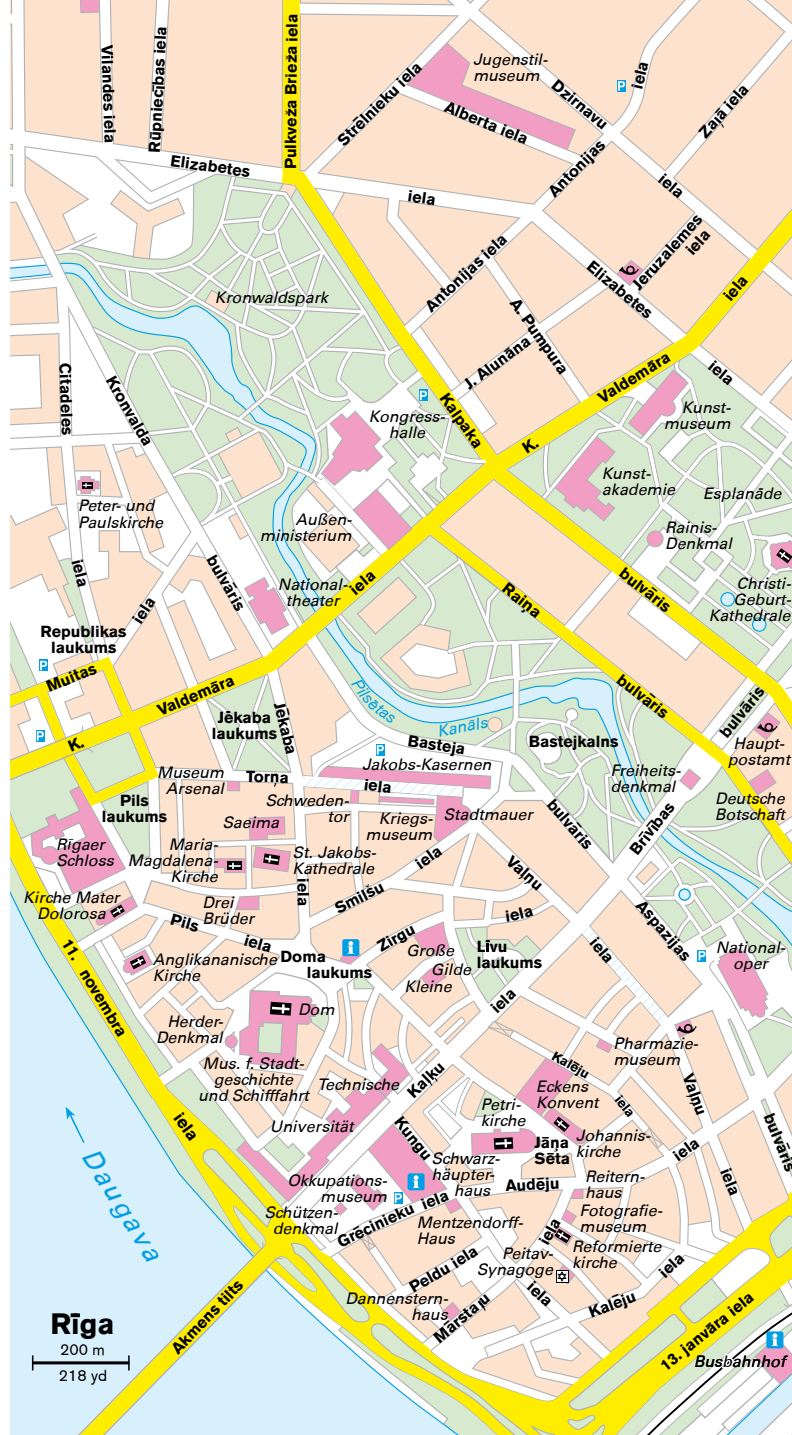 Vilandes iela
Rūpniecības iela
Pulkveža Brieža iela
Jugenstil-
museum
Strēlnieku iela
Alberta iela
Dzirnavu
iela
iela
Zaļā iela
Antonijas
Elizabetes
iela
Antonijas iela
Jeruzalemes
iela
Elizabetes
iela
Kronwaldspark
A. Pumpura
J. Alunāna
iela
Valdemāra
K.
Kalpaka
bulvāris
P
P
Citadeles
iela
Kronvalda
bulvāris
Kongress-
halle
Kunst-
museum
Kunst-
akademie
Esplanāde
Peter- und
Paulskirche
Außen-
ministerium
Rainis-
Denkmal
Christi-
Geburt-
Kathedrale
National-
theater
iela
Raiņa
bulvāris
iela
Republikas
laukums
P
Muitas
Valdemāra
K.
P
Jēkaba
laukums
Jēkaba
iela
Pilsētas
Kanāls
Basteja
bulvāris
Bastejkalns
P
Jakobs-Kasernen
bulvāris
Haupt-
postamt
Freiheits-
denkmal
Deutsche
Botschaft
Brīvības
Museum
Arsenal
Torņa
iela
Pils
laukums
Schweden-
tor
Kriegs-
museum
Stadtmauer
Saeima
Rīgaer
Schloss
Maria-
Magdalena-
Kirche
St. Jakobs-
Kathedrale
Smilšu
iela
Vaļņu
iela
Kirche Mater
Dolorosa
Drei
Brüder
Pils
iela
Zirgu
Doma
laukums
i
Große
Gilde
Kleine
Līvu
laukums
iela
Aspazijas
bulvāris
P
National-
oper
11. novembra
iela
Anglikananische
Kirche
Dom
Herder-
Denkmal
Mus. f. Stadt-
geschichte
und Schifffahrt
Kaļķu
iela
Pharmazie-
museum
Vaļņu
iela
Kalēju
iela
Technische
Universität
Eckens
Konvent
Petri-
kirche
Johannis-
kirche
Jāņa
Sēta
Kungu
iela
Schwarz-
häupter-
haus
i
P
Okkupations-
museum
Schützen-
denkmal
Audēju
iela
Reitern-
haus
Fotografie-
museum
Reformierte
kirche
Grēcinieku iela
Mentzendorff-
Haus
Peitav-
Synagoge
Peldu iela
Dannenstern-
haus
Mārstaļu
iela
Kalēju
iela
Daugava
Akmens tilts
13. janvāra iela
i
Busbahnhof
Rīga
200 m
218 yd